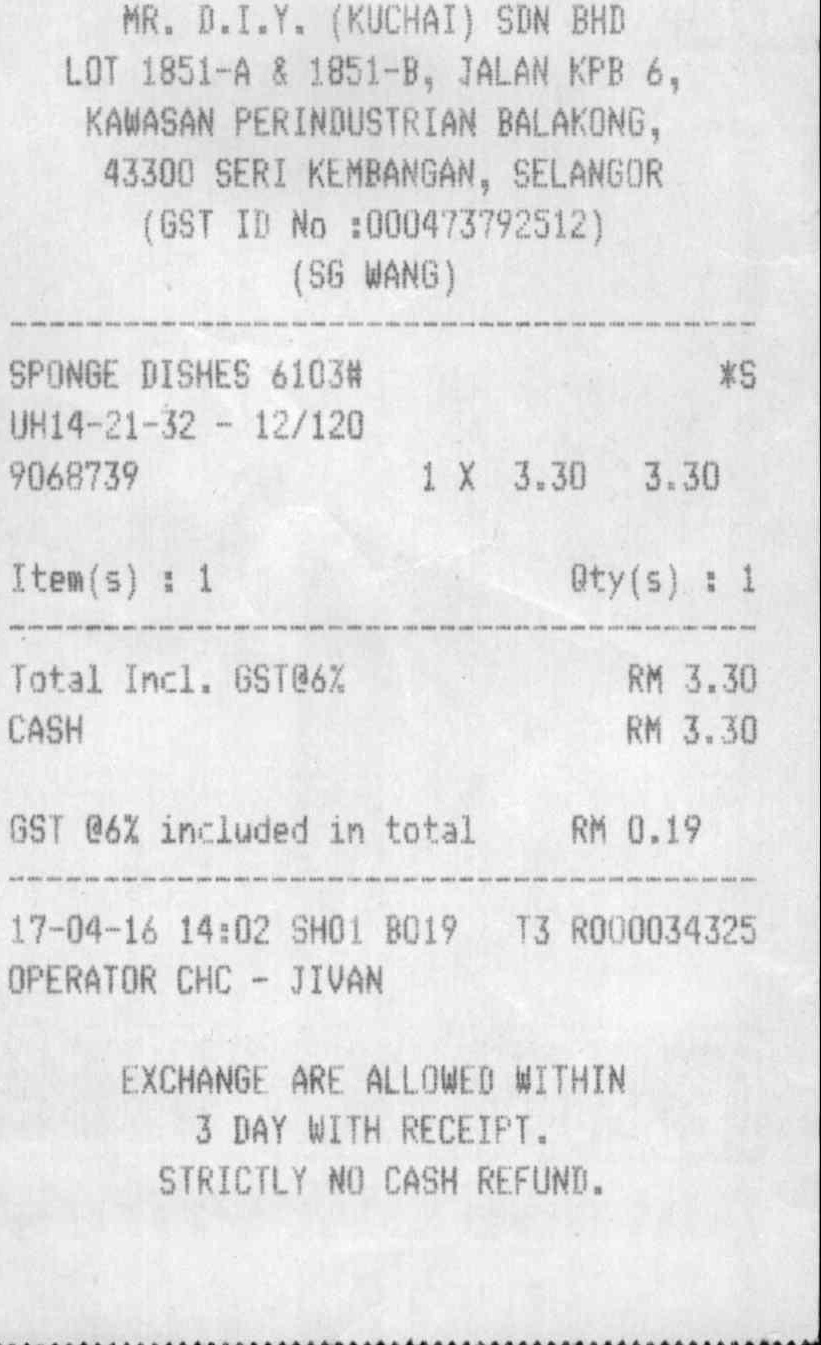 MR. D.I.Y. (KUCHAI) SDN BHD
LOT 1851-A & 1851-B, JALAN KPB 6,
KAWASAN PERINDUSTRIAN BALAKONG,
43300 SERI KEMBANGAN, SELANGOR
(GST ID No :000473792512)
(SG WANG)
SPONGE DISHES 6103# *S
UH14-21-32 - 12/120
9068739 1 X 3.30 3.30
Item(s) : 1 Qty(s) : 1
Total Incl. GST@6% RM 3.30
CASH RM 3.30
GST @6% included in total RM 0.19
17-04-16 14:02 SH01 B019 T3 R000034325
OPERATOR CHC - JIVAN
EXCHANGE ARE ALLOWED WITHIN
3 DAY WITH RECEIPT.
STRICTLY NO CASH REFUND.